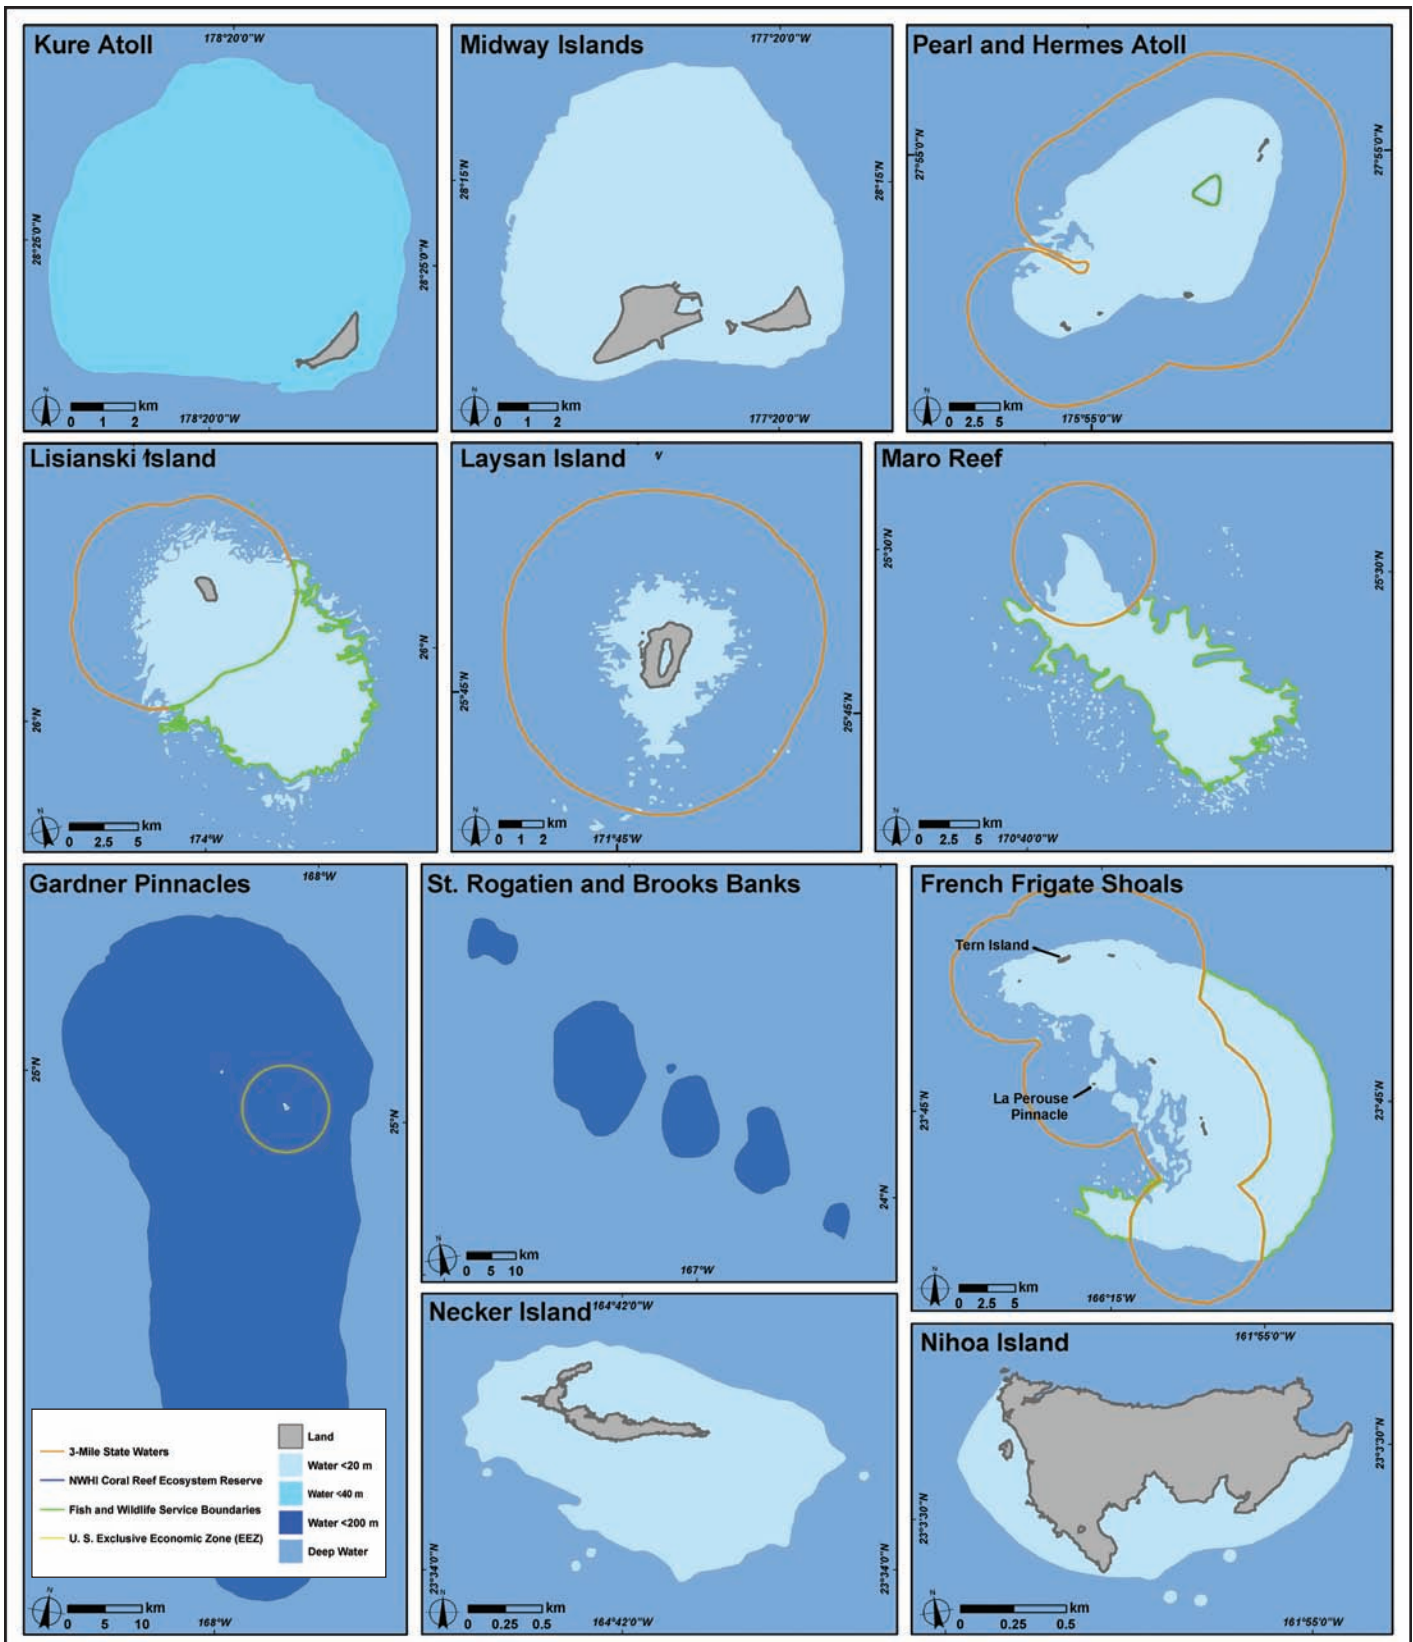 Kure Atoll
178°20'0"W
28°25'0"N
28°25'0"N
N
km
0 1 2
178°20'0"W
Midway Islands
177°20'0"W
28°15'N
28°15'N
N
km
0 1 2
177°20'0"W
Pearl and Hermes Atoll
27°55'0"N
27°55'0"N
N
km
0 2.5 5
175°55'0"W
Lisianski Island
26°N
26°N
N
km
0 2.5 5
174°W
Laysan Island
25°45'N
25°45'N
N
km
0 1 2
171°45'W
Maro Reef
25°30'N
25°30'N
N
km
0 2.5 5
170°40'0"W
Gardner Pinnacles
168°W
25°N
25°N
3-Mile State Waters
NWHI Coral Reef Ecosystem Reserve
Fish and Wildlife Service Boundaries
U. S. Exclusive Economic Zone (EEZ)
Land
Water <20 m
Water <40 m
Water <200 m
Deep Water
N
km
0 5 10
168°W
St. Rogatien and Brooks Banks
24°N
N
km
0 5 10
167°W
French Frigate Shoals
Tern Island
La Perouse
Pinnacle
23°45'N
23°45'N
N
km
0 2.5 5
166°15'W
Necker Island
164°42'0"W
23°34'0"N
23°34'0"N
N
km
0 0.25 0.5
164°42'0"W
Nihoa Island
161°55'0"W
23°3'30"N
23°3'30"N
N
km
0 0.25 0.5
161°55'0"W